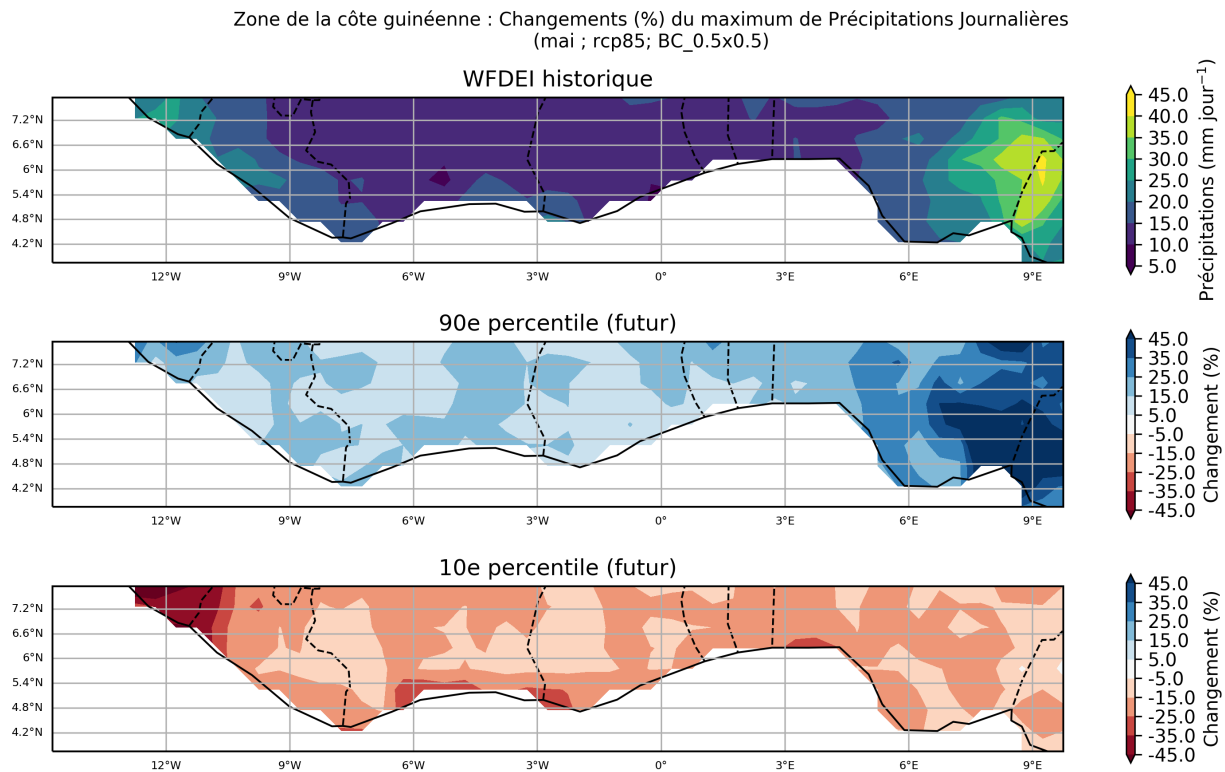 Zone de la côte guinéenne : Changements (%) du maximum de Précipitations Journalières
(mai ; rcp85; BC_0.5x0.5)
WFDEI historique
7.2°N
6.6°N
6°N
5.4°N
4.8°N
4.2°N
12°W 9°W 6°W 3°W 0° 3°E 6°E 9°E
45.0
40.0
35.0
30.0
25.0
20.0
15.0
10.0
5.0
Précipitations (mm jour⁻¹)
90e percentile (futur)
7.2°N
6.6°N
6°N
5.4°N
4.8°N
4.2°N
12°W 9°W 6°W 3°W 0° 3°E 6°E 9°E
45.0
35.0
25.0
15.0
5.0
-5.0
-15.0
-25.0
-35.0
-45.0
Changement (%)
10e percentile (futur)
7.2°N
6.6°N
6°N
5.4°N
4.8°N
4.2°N
12°W 9°W 6°W 3°W 0° 3°E 6°E 9°E
45.0
35.0
25.0
15.0
5.0
-5.0
-15.0
-25.0
-35.0
-45.0
Changement (%)